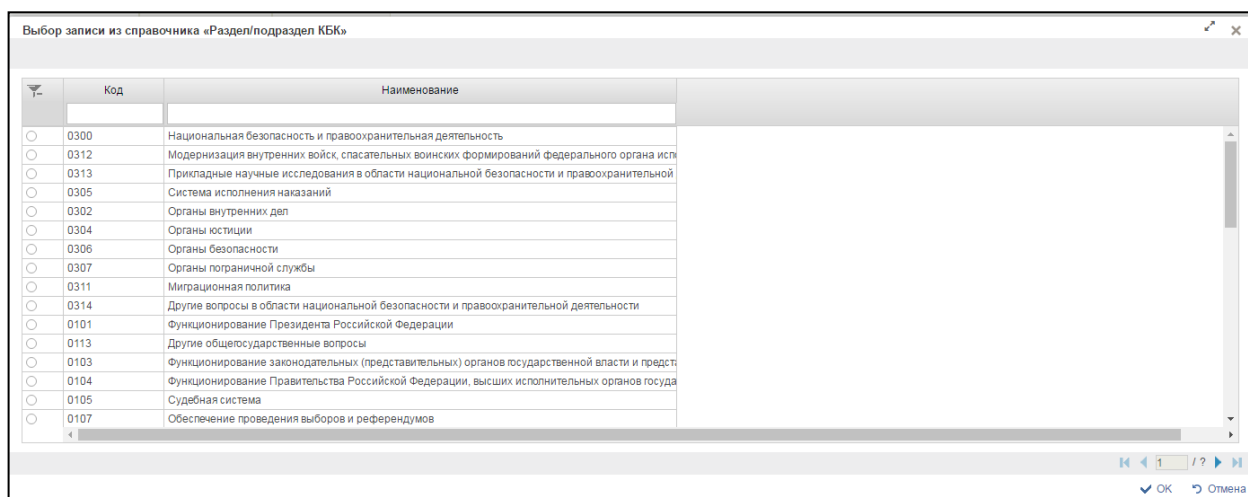 Выбор записи из справочника «Раздел/подраздел КБК»
Код Наименование
0300 Национальная безопасность и правоохранительная деятельность
0312 Модернизация внутренних войск, спасательных воинских формирований федерального органа испо
0313 Прикладные научные исследования в области национальной безопасности и правоохранительной
0305 Система исполнения наказаний
0302 Органы внутренних дел
0304 Органы юстиции
0306 Органы безопасности
0307 Органы пограничной службы
0311 Миграционная политика
0314 Другие вопросы в области национальной безопасности и правоохранительной деятельности
0101 Функционирование Президента Российской Федерации
0113 Другие общегосударственные вопросы
0103 Функционирование законодательных (представительных) органов государственной власти и предста
0104 Функционирование Правительства Российской Федерации, высших исполнительных органов госуда
0105 Судебная система
0107 Обеспечение проведения выборов и референдумов
1 / ?
ОК Отмена